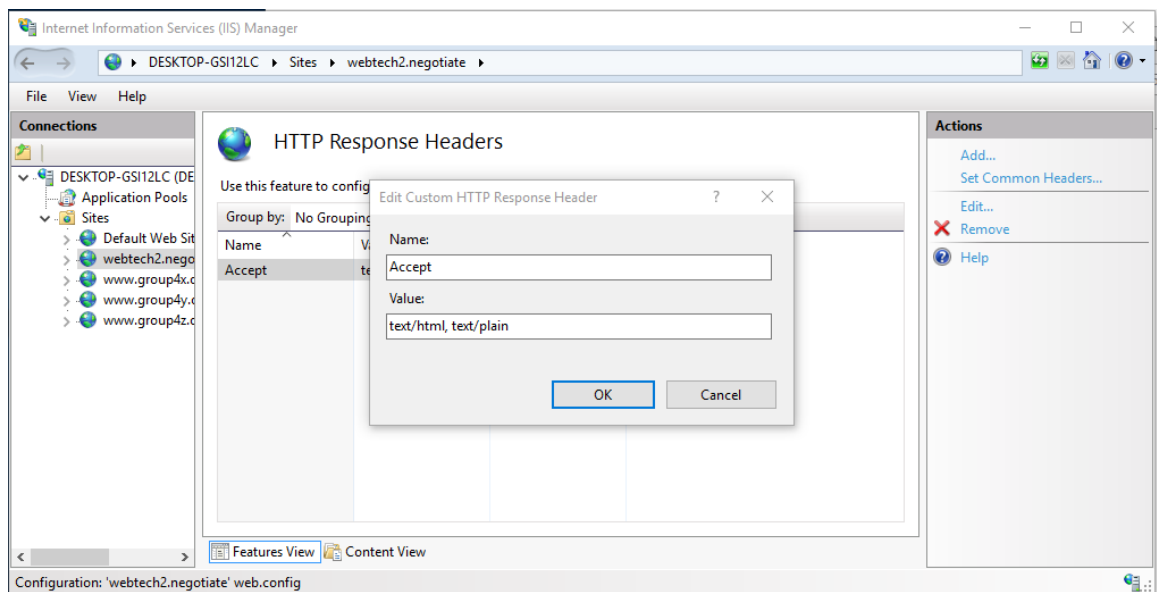 Internet Information Services (IIS) Manager
DESKTOP-GSI12LC Sites webtech2.negotiate
File View Help
Connections
DESKTOP-GSI12LC (DE
Application Pools
Sites
Default Web Sit
webtech2.nego
www.group4x.c
www.group4y.c
www.group4z.c
HTTP Response Headers
Use this feature to config
Group by: No Grouping
Name
Accept te
Edit Custom HTTP Response Header ?
Name:
Accept
Value:
text/html, text/plain
OK Cancel
Features View Content View
Actions
Add...
Set Common Headers...
Edit...
Remove
Help
Configuration: 'webtech2.negotiate' web.config